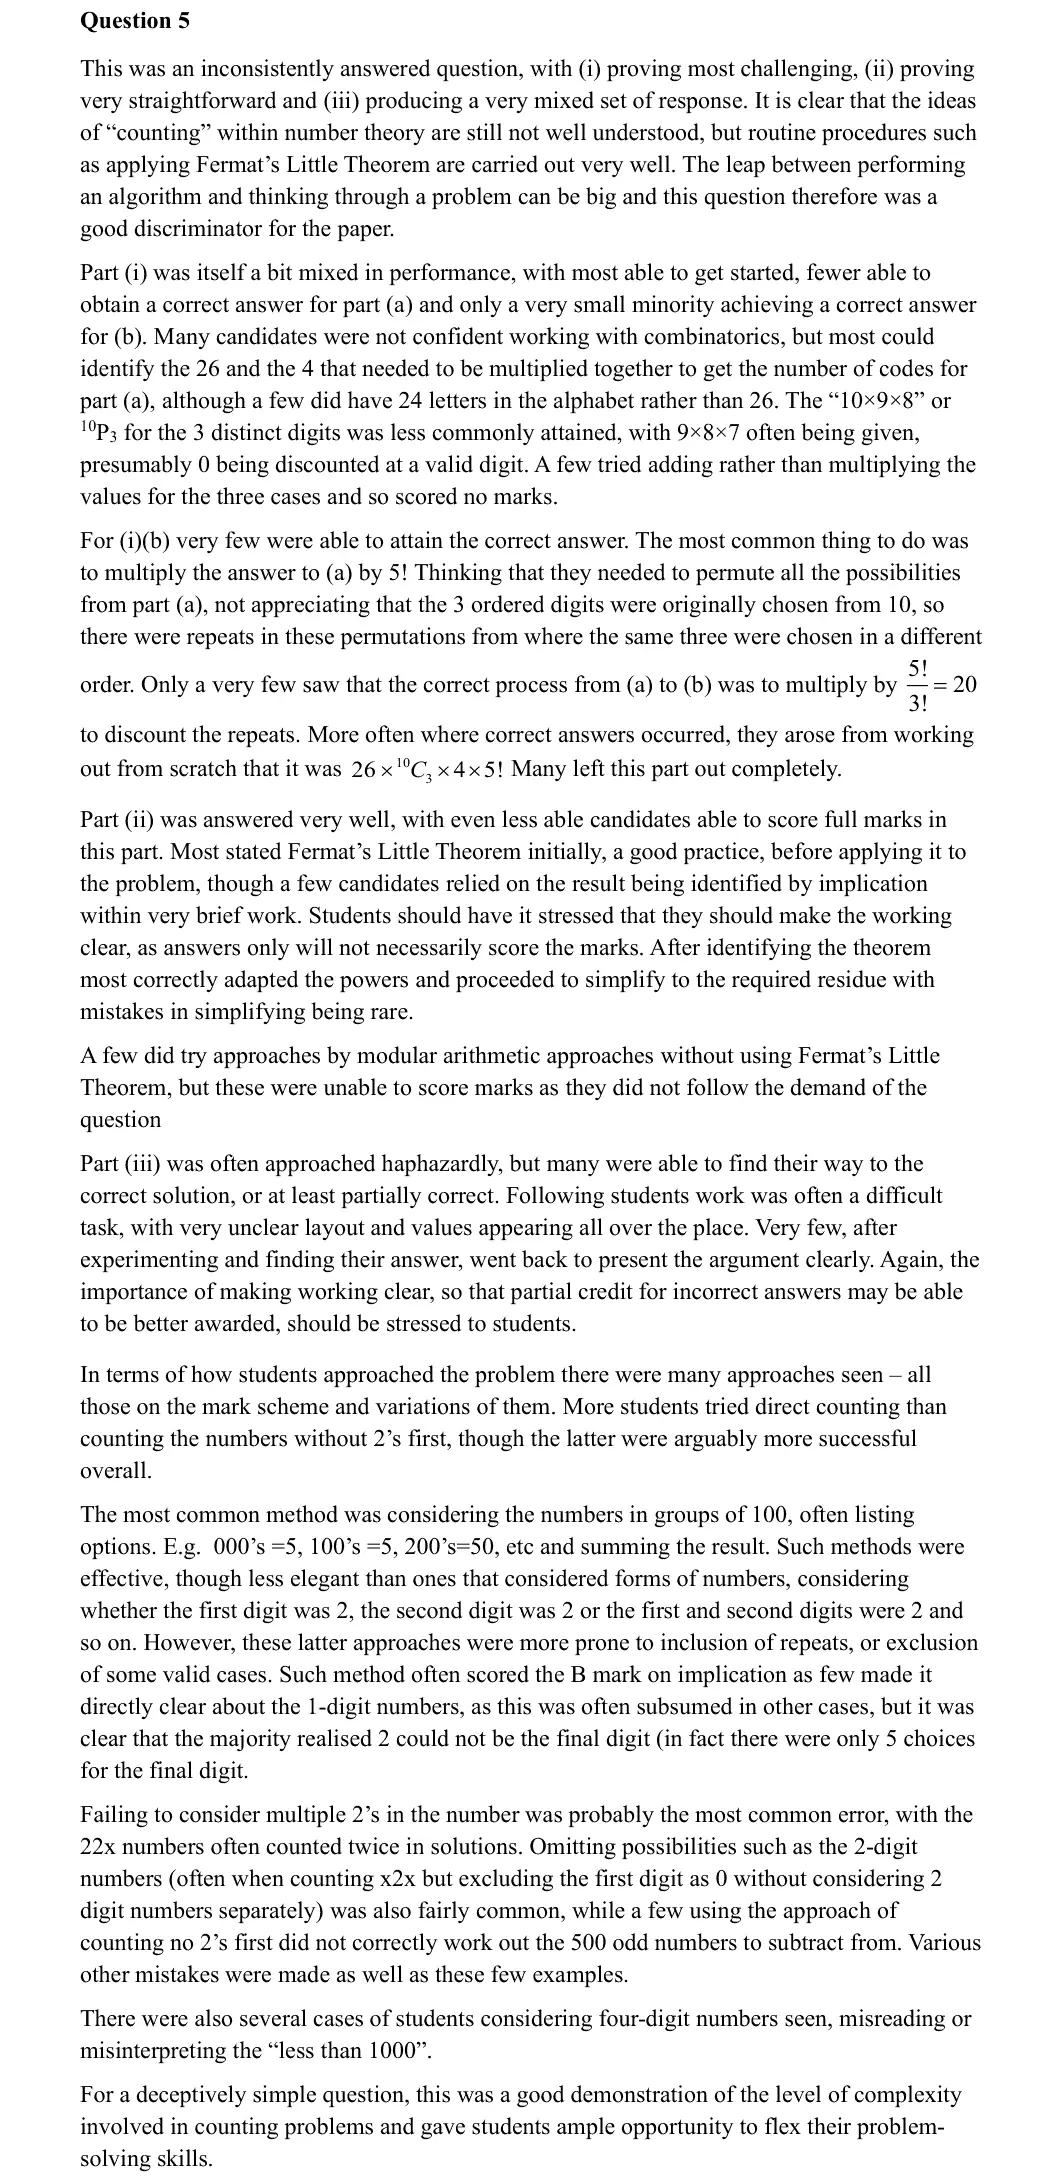 Question 5
This was an inconsistently answered question, with (i) proving most challenging, (ii) proving
very straightforward and (iii) producing a very mixed set of response. It is clear that the ideas
of “counting” within number theory are still not well understood, but routine procedures such
as applying Fermat’s Little Theorem are carried out very well. The leap between performing
an algorithm and thinking through a problem can be big and this question therefore was a
good discriminator for the paper.
Part (i) was itself a bit mixed in performance, with most able to get started, fewer able to
obtain a correct answer for part (a) and only a very small minority achieving a correct answer
for (b). Many candidates were not confident working with combinatorics, but most could
identify the 26 and the 4 that needed to be multiplied together to get the number of codes for
part (a), although a few did have 24 letters in the alphabet rather than 26. The “10×9×8” or
¹⁰P₃ for the 3 distinct digits was less commonly attained, with 9×8×7 often being given,
presumably 0 being discounted at a valid digit. A few tried adding rather than multiplying the
values for the three cases and so scored no marks.
For (i)(b) very few were able to attain the correct answer. The most common thing to do was
to multiply the answer to (a) by 5! Thinking that they needed to permute all the possibilities
from part (a), not appreciating that the 3 ordered digits were originally chosen from 10, so
there were repeats in these permutations from where the same three were chosen in a different
order. Only a very few saw that the correct process from (a) to (b) was to multiply by 5!/3! = 20
to discount the repeats. More often where correct answers occurred, they arose from working
out from scratch that it was 26 × ¹⁰C₃ × 4 × 5! Many left this part out completely.
Part (ii) was answered very well, with even less able candidates able to score full marks in
this part. Most stated Fermat’s Little Theorem initially, a good practice, before applying it to
the problem, though a few candidates relied on the result being identified by implication
within very brief work. Students should have it stressed that they should make the working
clear, as answers only will not necessarily score the marks. After identifying the theorem
most correctly adapted the powers and proceeded to simplify to the required residue with
mistakes in simplifying being rare.
A few did try approaches by modular arithmetic approaches without using Fermat’s Little
Theorem, but these were unable to score marks as they did not follow the demand of the
question
Part (iii) was often approached haphazardly, but many were able to find their way to the
correct solution, or at least partially correct. Following students work was often a difficult
task, with very unclear layout and values appearing all over the place. Very few, after
experimenting and finding their answer, went back to present the argument clearly. Again, the
importance of making working clear, so that partial credit for incorrect answers may be able
to be better awarded, should be stressed to students.
In terms of how students approached the problem there were many approaches seen – all
those on the mark scheme and variations of them. More students tried direct counting than
counting the numbers without 2’s first, though the latter were arguably more successful
overall.
The most common method was considering the numbers in groups of 100, often listing
options. E.g. 000’s =5, 100’s =5, 200’s=50, etc and summing the result. Such methods were
effective, though less elegant than ones that considered forms of numbers, considering
whether the first digit was 2, the second digit was 2 or the first and second digits were 2 and
so on. However, these latter approaches were more prone to inclusion of repeats, or exclusion
of some valid cases. Such method often scored the B mark on implication as few made it
directly clear about the 1-digit numbers, as this was often subsumed in other cases, but it was
clear that the majority realised 2 could not be the final digit (in fact there were only 5 choices
for the final digit.
Failing to consider multiple 2’s in the number was probably the most common error, with the
22x numbers often counted twice in solutions. Omitting possibilities such as the 2-digit
numbers (often when counting x2x but excluding the first digit as 0 without considering 2
digit numbers separately) was also fairly common, while a few using the approach of
counting no 2’s first did not correctly work out the 500 odd numbers to subtract from. Various
other mistakes were made as well as these few examples.
There were also several cases of students considering four-digit numbers seen, misreading or
misinterpreting the “less than 1000”.
For a deceptively simple question, this was a good demonstration of the level of complexity
involved in counting problems and gave students ample opportunity to flex their problem-
solving skills.